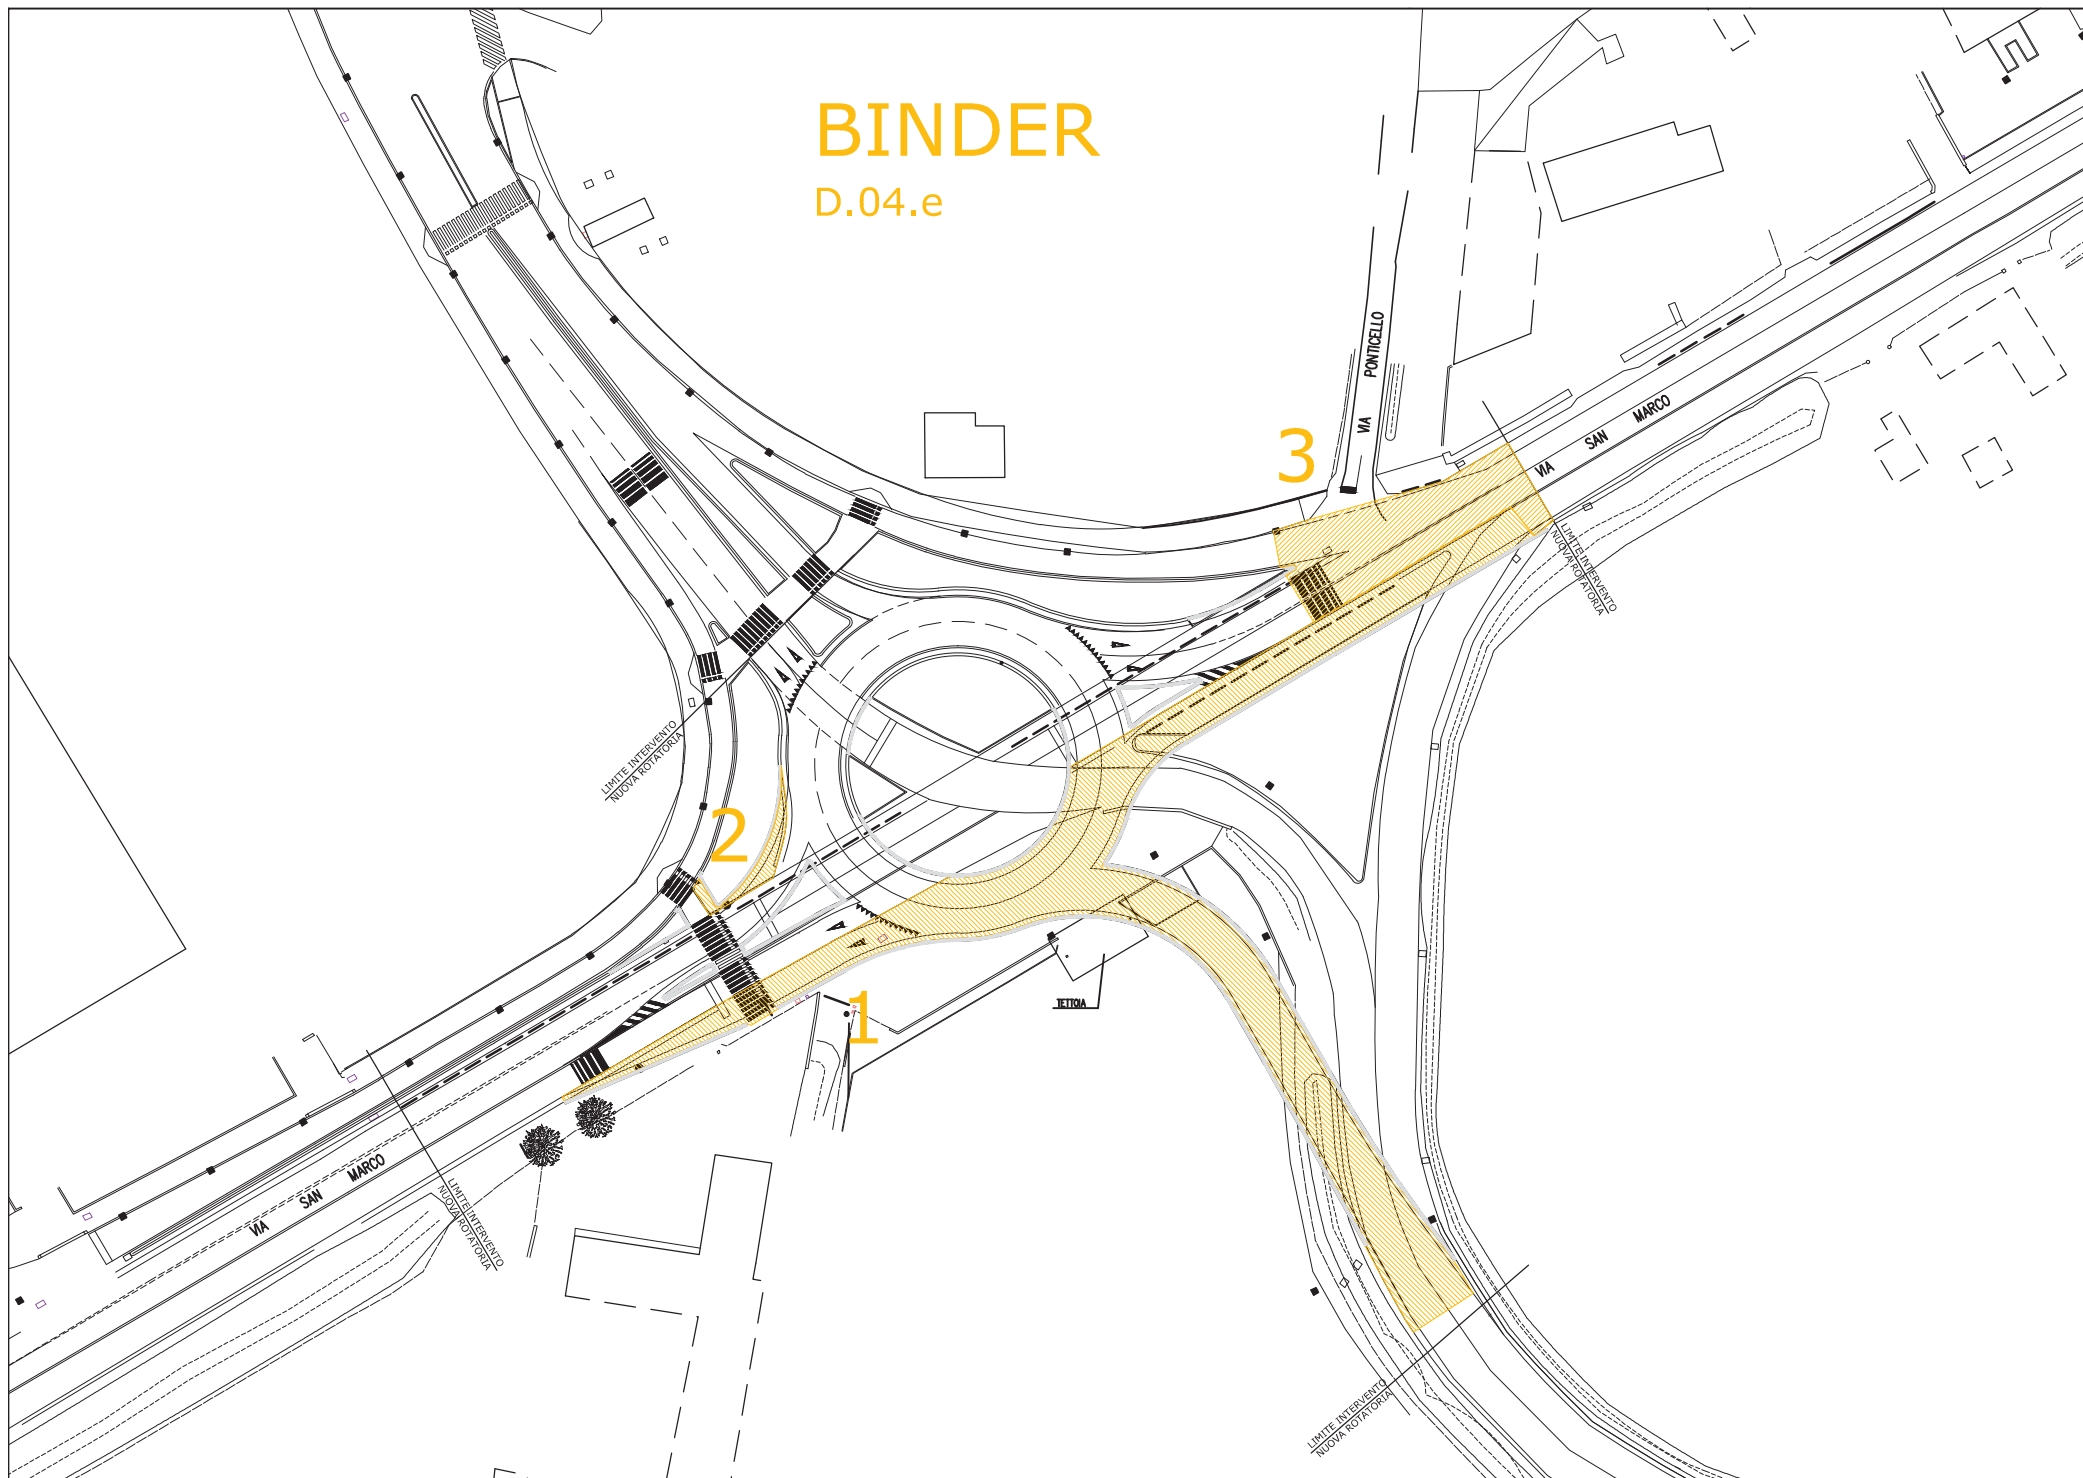 BINDER
D.04.e
VIA PONTICELLO
3
VIA SAN MARCO
LIMITE INTERVENTO
NUOVA ROTATORIA
LIMITE INTERVENTO
NUOVA ROTATORIA
2
1
TETTOIA
VIA SAN MARCO
LIMITE INTERVENTO
NUOVA ROTATORIA
LIMITE INTERVENTO
NUOVA ROTATORIA